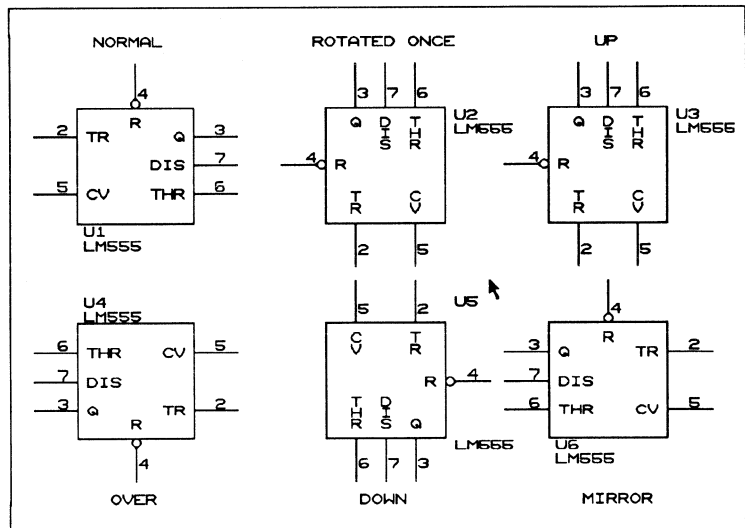 NORMAL
4
R
2 TR Q 3
DIS 7
5 CV THR 6
U1
LM555
ROTATED ONCE
3 7 6
Q DIS THR
U2
LM555
4 R
TR CV
2 5
UP
3 7 6
Q DIS THR
U3
LM555
4 R
TR CV
2 5
U4
LM555
6 THR CV 5
7 DIS
3 Q TR 2
R
4
OVER
5 2
U5
CV TR
R 4
THR DIS Q
LM555
6 7 3
DOWN
4
R
3 Q TR 2
7 DIS
6 THR CV 5
U6
LM555
MIRROR